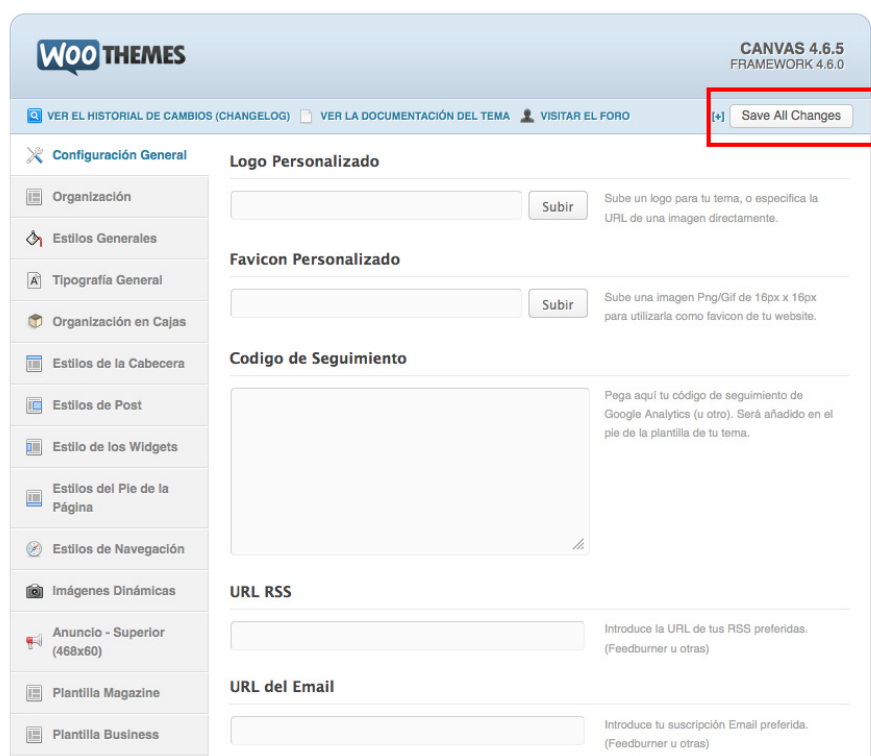 WOO THEMES
CANVAS 4.6.5
FRAMEWORK 4.6.0
VER EL HISTORIAL DE CAMBIOS (CHANGELOG) VER LA DOCUMENTACIÓN DEL TEMA VISITAR EL FORO [+] Save All Changes
Configuración General
Organización
Estilos Generales
Tipografía General
Organización en Cajas
Estilos de la Cabecera
Estilos de Post
Estilo de los Widgets
Estilos del Pie de la
Página
Estilos de Navegación
Imágenes Dinámicas
Anuncio - Superior
(468x60)
Plantilla Magazine
Plantilla Business
Logo Personalizado
Subir
Sube un logo para tu tema, o especifica la
URL de una imagen directamente.
Favicon Personalizado
Subir
Sube una imagen Png/Gif de 16px x 16px
para utilizarla como favicon de tu website.
Codigo de Seguimiento
Pega aquí tu código de seguimiento de
Google Analytics (u otro). Será añadido en el
pie de la plantilla de tu tema.
URL RSS
Introduce la URL de tus RSS preferidas.
(Feedburner u otras)
URL del Email
Introduce tu suscripción Email preferida.
(Feedburner u otras)